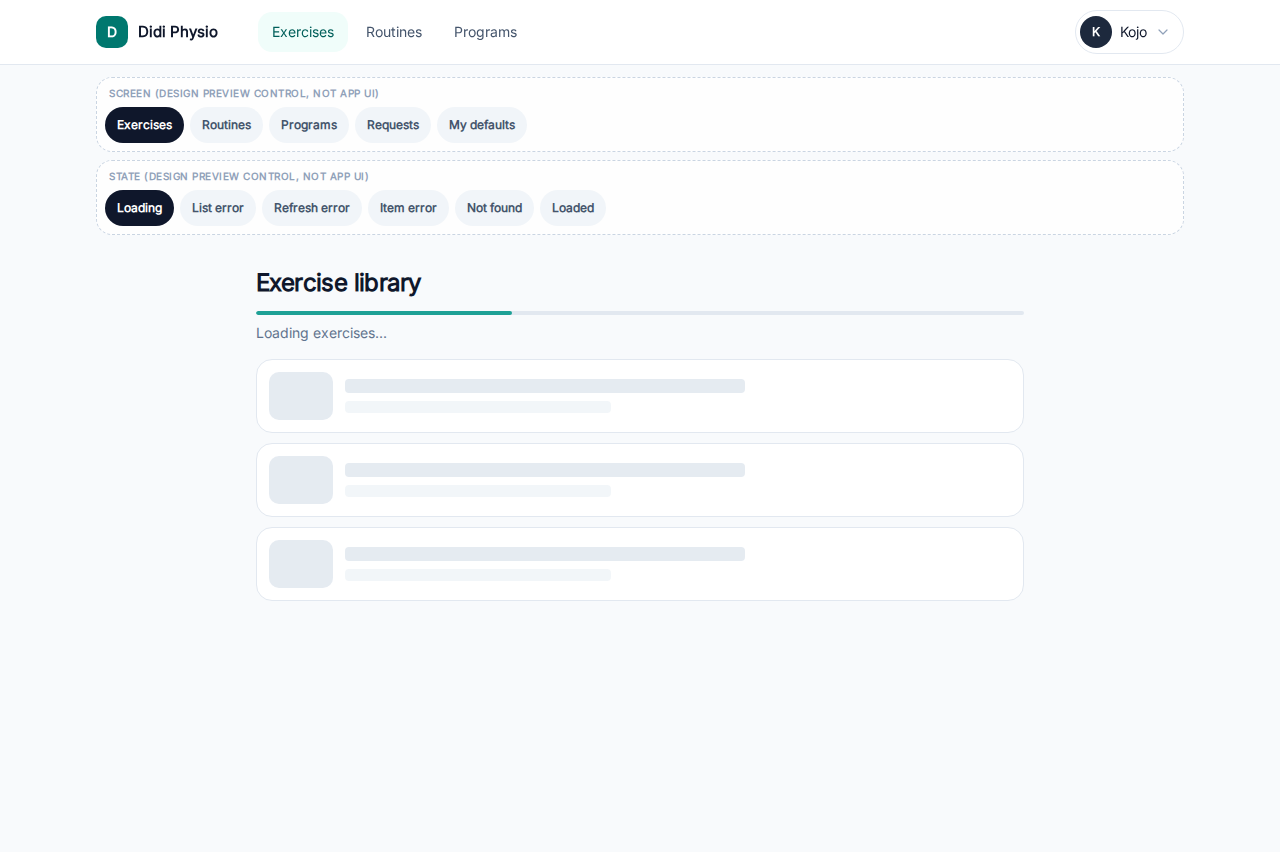 D Didi Physio Exercises Routines Programs K Kojo
SCREEN (DESIGN PREVIEW CONTROL, NOT APP UI)
Exercises Routines Programs Requests My defaults
STATE (DESIGN PREVIEW CONTROL, NOT APP UI)
Loading List error Refresh error Item error Not found Loaded
Exercise library
Loading exercises...